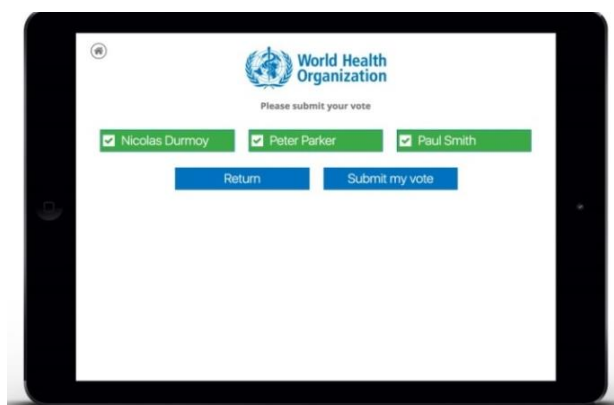 World Health
Organization
Please submit your vote
Nicolas Durmoy Peter Parker Paul Smith
Return Submit my vote